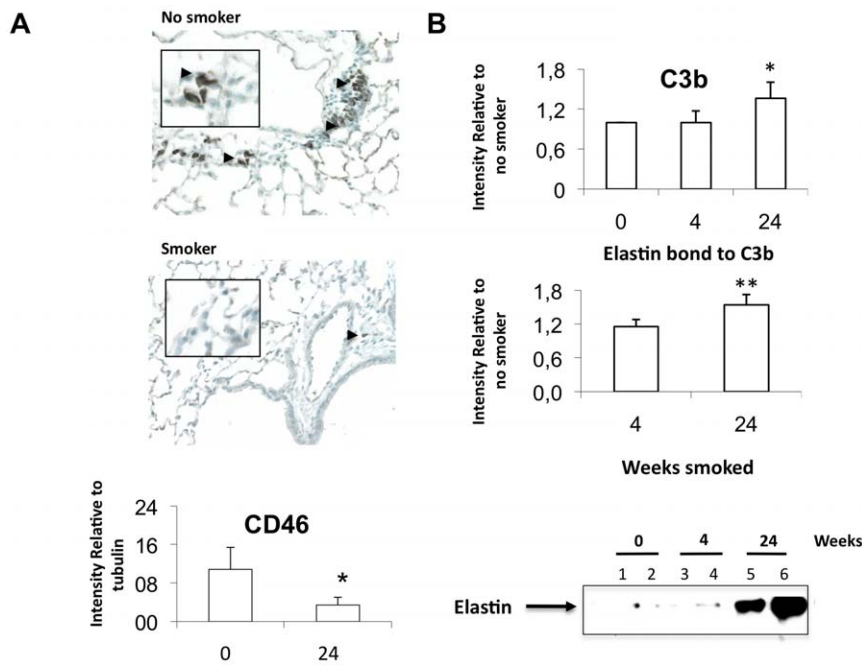 A
No smoker
Smoker
Intensity Relative to
tubulin
24
16
08
00
CD46
*
0
24
B
Intensity Relative to
no smoker
1,8
1,2
0,6
0
C3b
*
0
4
24
Elastin bond to C3b
Intensity Relative to
no smoker
1,8
1,2
0,6
0,0
**
4
24
Weeks smoked
0 4 24 Weeks
1 2 3 4 5 6
Elastin